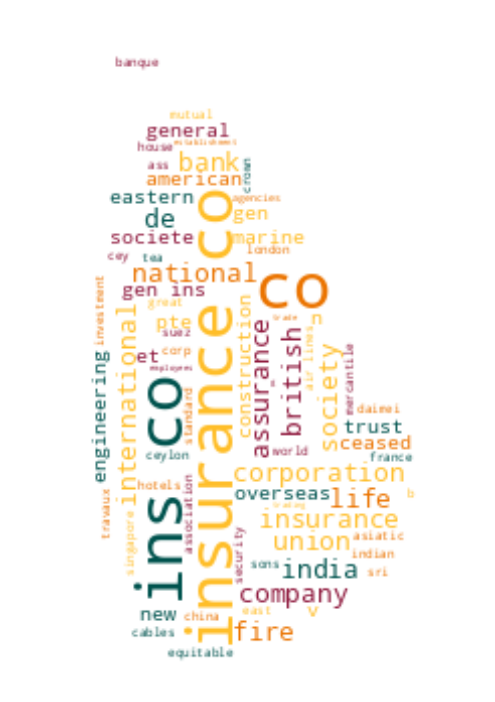 banque
mutual
establishment
general
house
ass
bank
crown
american
eastern
agencies
co
de
gen
societe
marine
london
cey
tea
national
investment
gen ins
co
great
pte
international
construction
trade
n
suez
assurance
british
air lines
society
et
corp
employees
mercantile
engineering
ins co
standard
insurance
daimei
trust
ceased
ceylon
world
france
corporation
hotels
association
overseas
life
b
travaux
singapore
trading
insurance
union
asiatic
security
indian
sons
india
sri
company
new
china
east
v
cables
fire
equitable